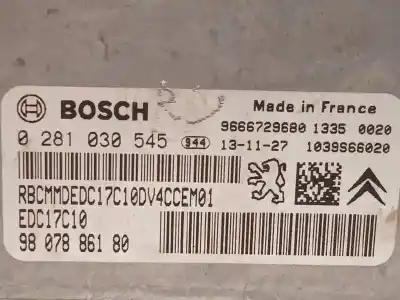 BOSCH
Made in France
9666729680 1335 0020
0 281 030 545 944 13-11-27 1039S66020
RBCMMDEDC17C10DV4CCEM01
EDC17C10
98 078 861 80